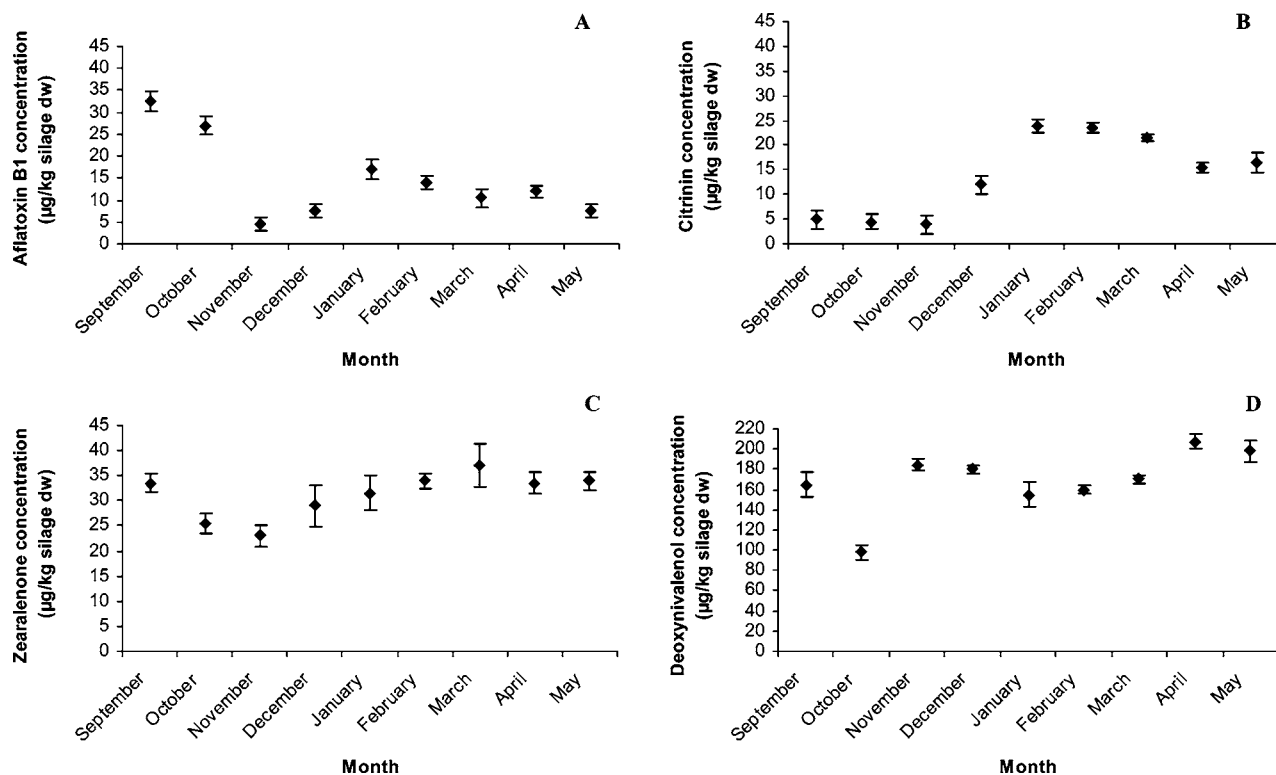 A
Aflatoxin B1 concentration
(µg/kg silage dw)
45
40
35
30
25
20
15
10
5
0
September
October
November
December
January
February
March
April
May
Month
B
Citrinin concentration
(µg/kg silage dw)
45
40
35
30
25
20
15
10
5
0
September
October
November
December
January
February
March
April
May
Month
C
Zearalenone concentration
(µg/kg silage dw)
45
40
35
30
25
20
15
10
5
0
September
October
November
December
January
February
March
April
May
Month
D
Deoxynivalenol concentration
(µg/kg silage dw)
220
200
180
160
140
120
100
80
60
40
20
0
September
October
November
December
January
February
March
April
May
Month